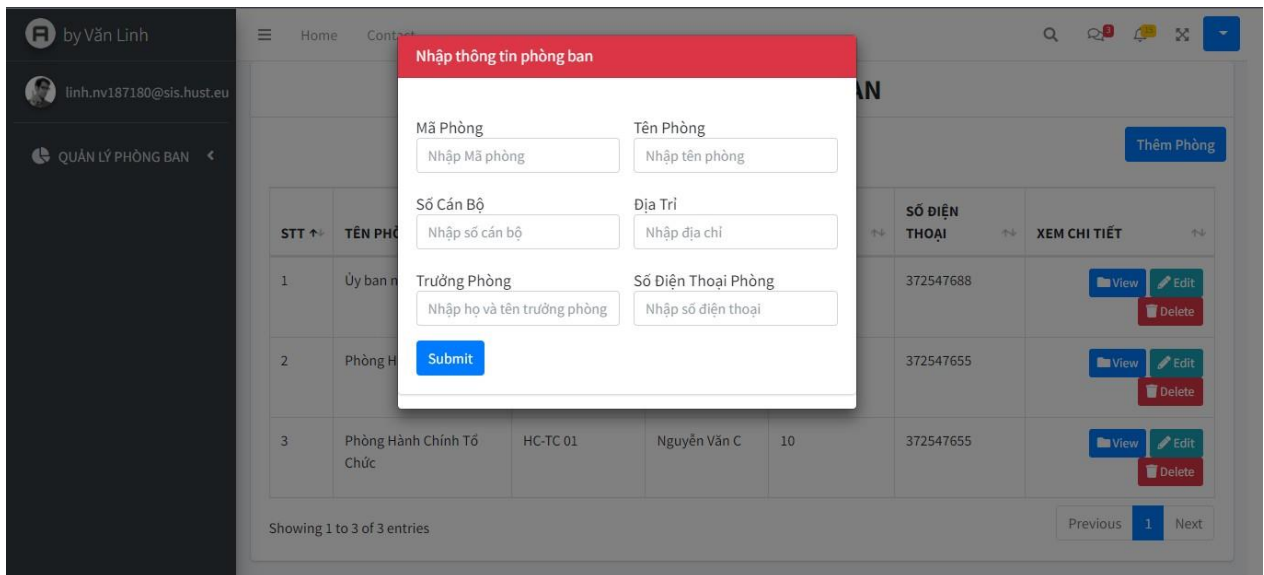 by Văn Linh
Home
linh.nv187180@sis.hust.eu
QUẢN LÝ PHÒNG BAN
Nhập thông tin phòng ban
Mã Phòng
Tên Phòng
Nhập Mã phòng
Nhập tên phòng
Số Cán Bộ
Địa Trỉ
Nhập số cán bộ
Nhập địa chỉ
Trưởng Phòng
Số Điện Thoại Phòng
Nhập họ và tên trưởng phòng
Nhập số điện thoại
Submit
Thêm Phòng
STT
SỐ ĐIỆN
THOẠI
XEM CHI TIẾT
1
Ủy ban
372547688
View
Edit
Delete
2
Phòng
372547655
View
Edit
Delete
3
Phòng Hành Chính Tổ
Chức
HC-TC 01
Nguyễn Văn C
10
372547655
View
Edit
Delete
Showing 1 to 3 of 3 entries
Previous
1
Next